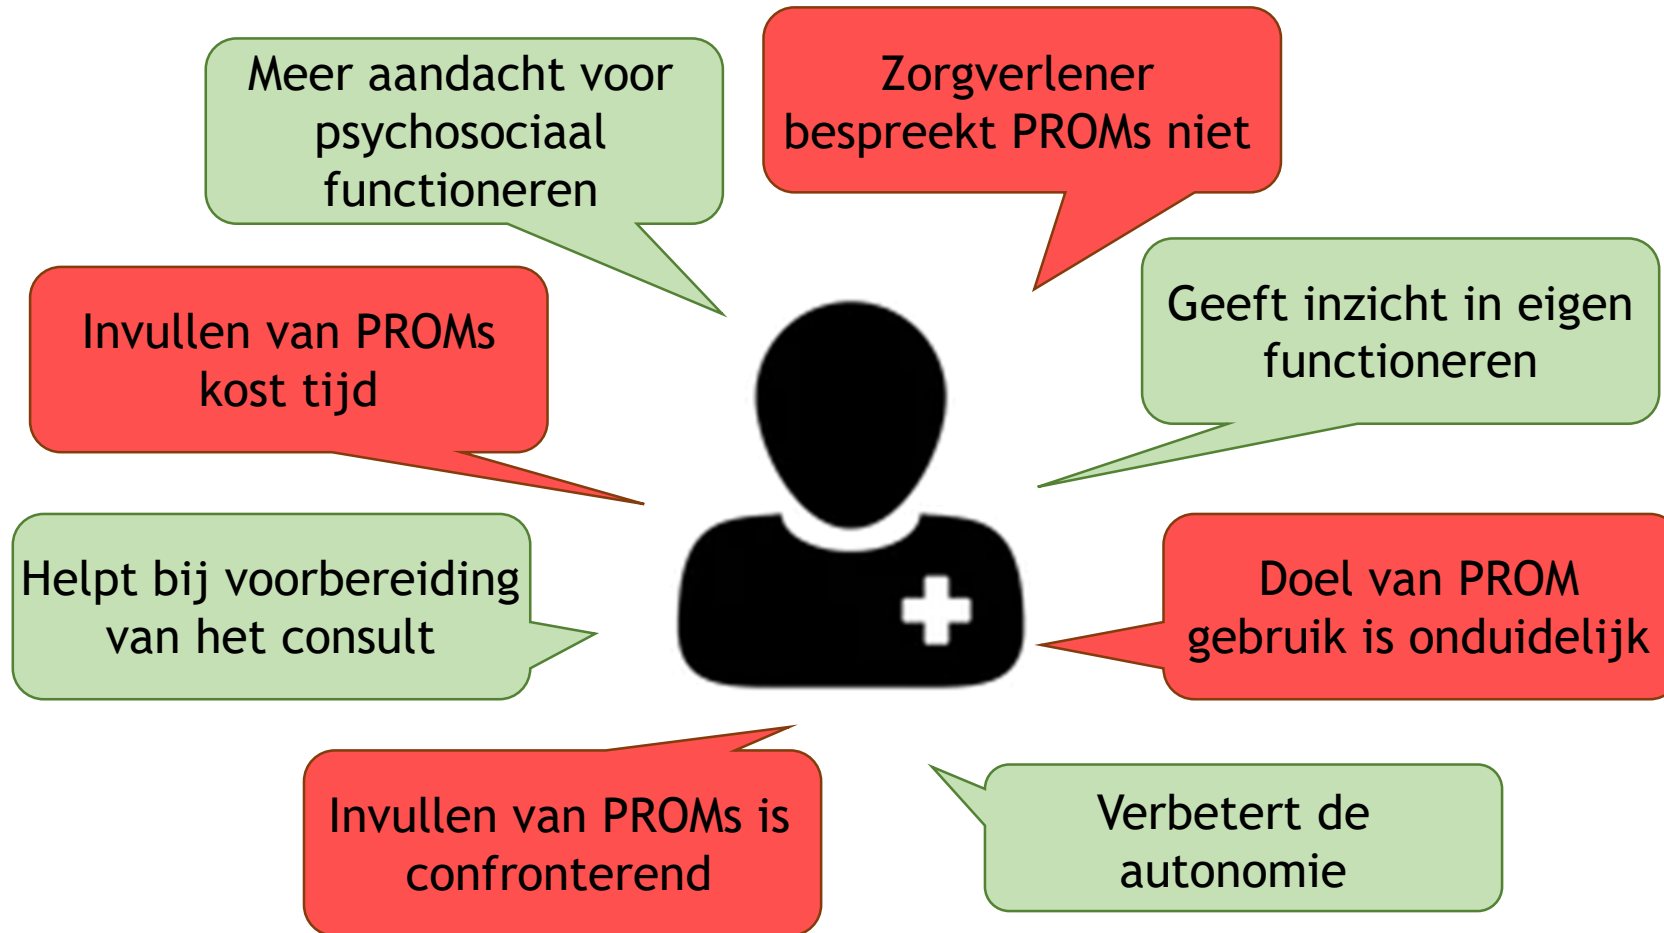 Meer aandacht voor
psychosociaal
functioneren
Zorgverlener
bespreekt PROMs niet
Invullen van PROMs
kost tijd
Geeft inzicht in eigen
functioneren
Helpt bij voorbereiding
van het consult
Doel van PROM
gebruik is onduidelijk
Invullen van PROMs is
confronterend
Verbetert de
autonomie